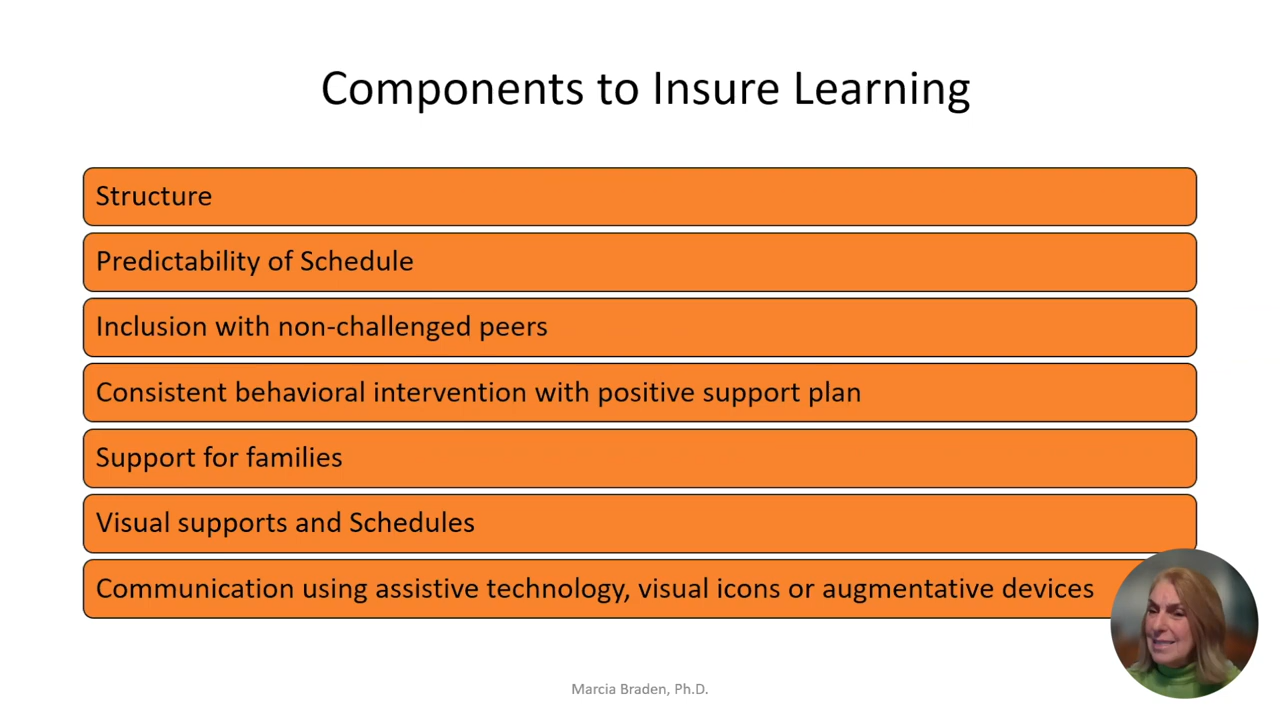 Components to Insure Learning
Structure
Predictability of Schedule
Inclusion with non-challenged peers
Consistent behavioral intervention with positive support plan
Support for families
Visual supports and Schedules
Communication using assistive technology, visual icons or augmentative devices
Marcia Braden, Ph.D.